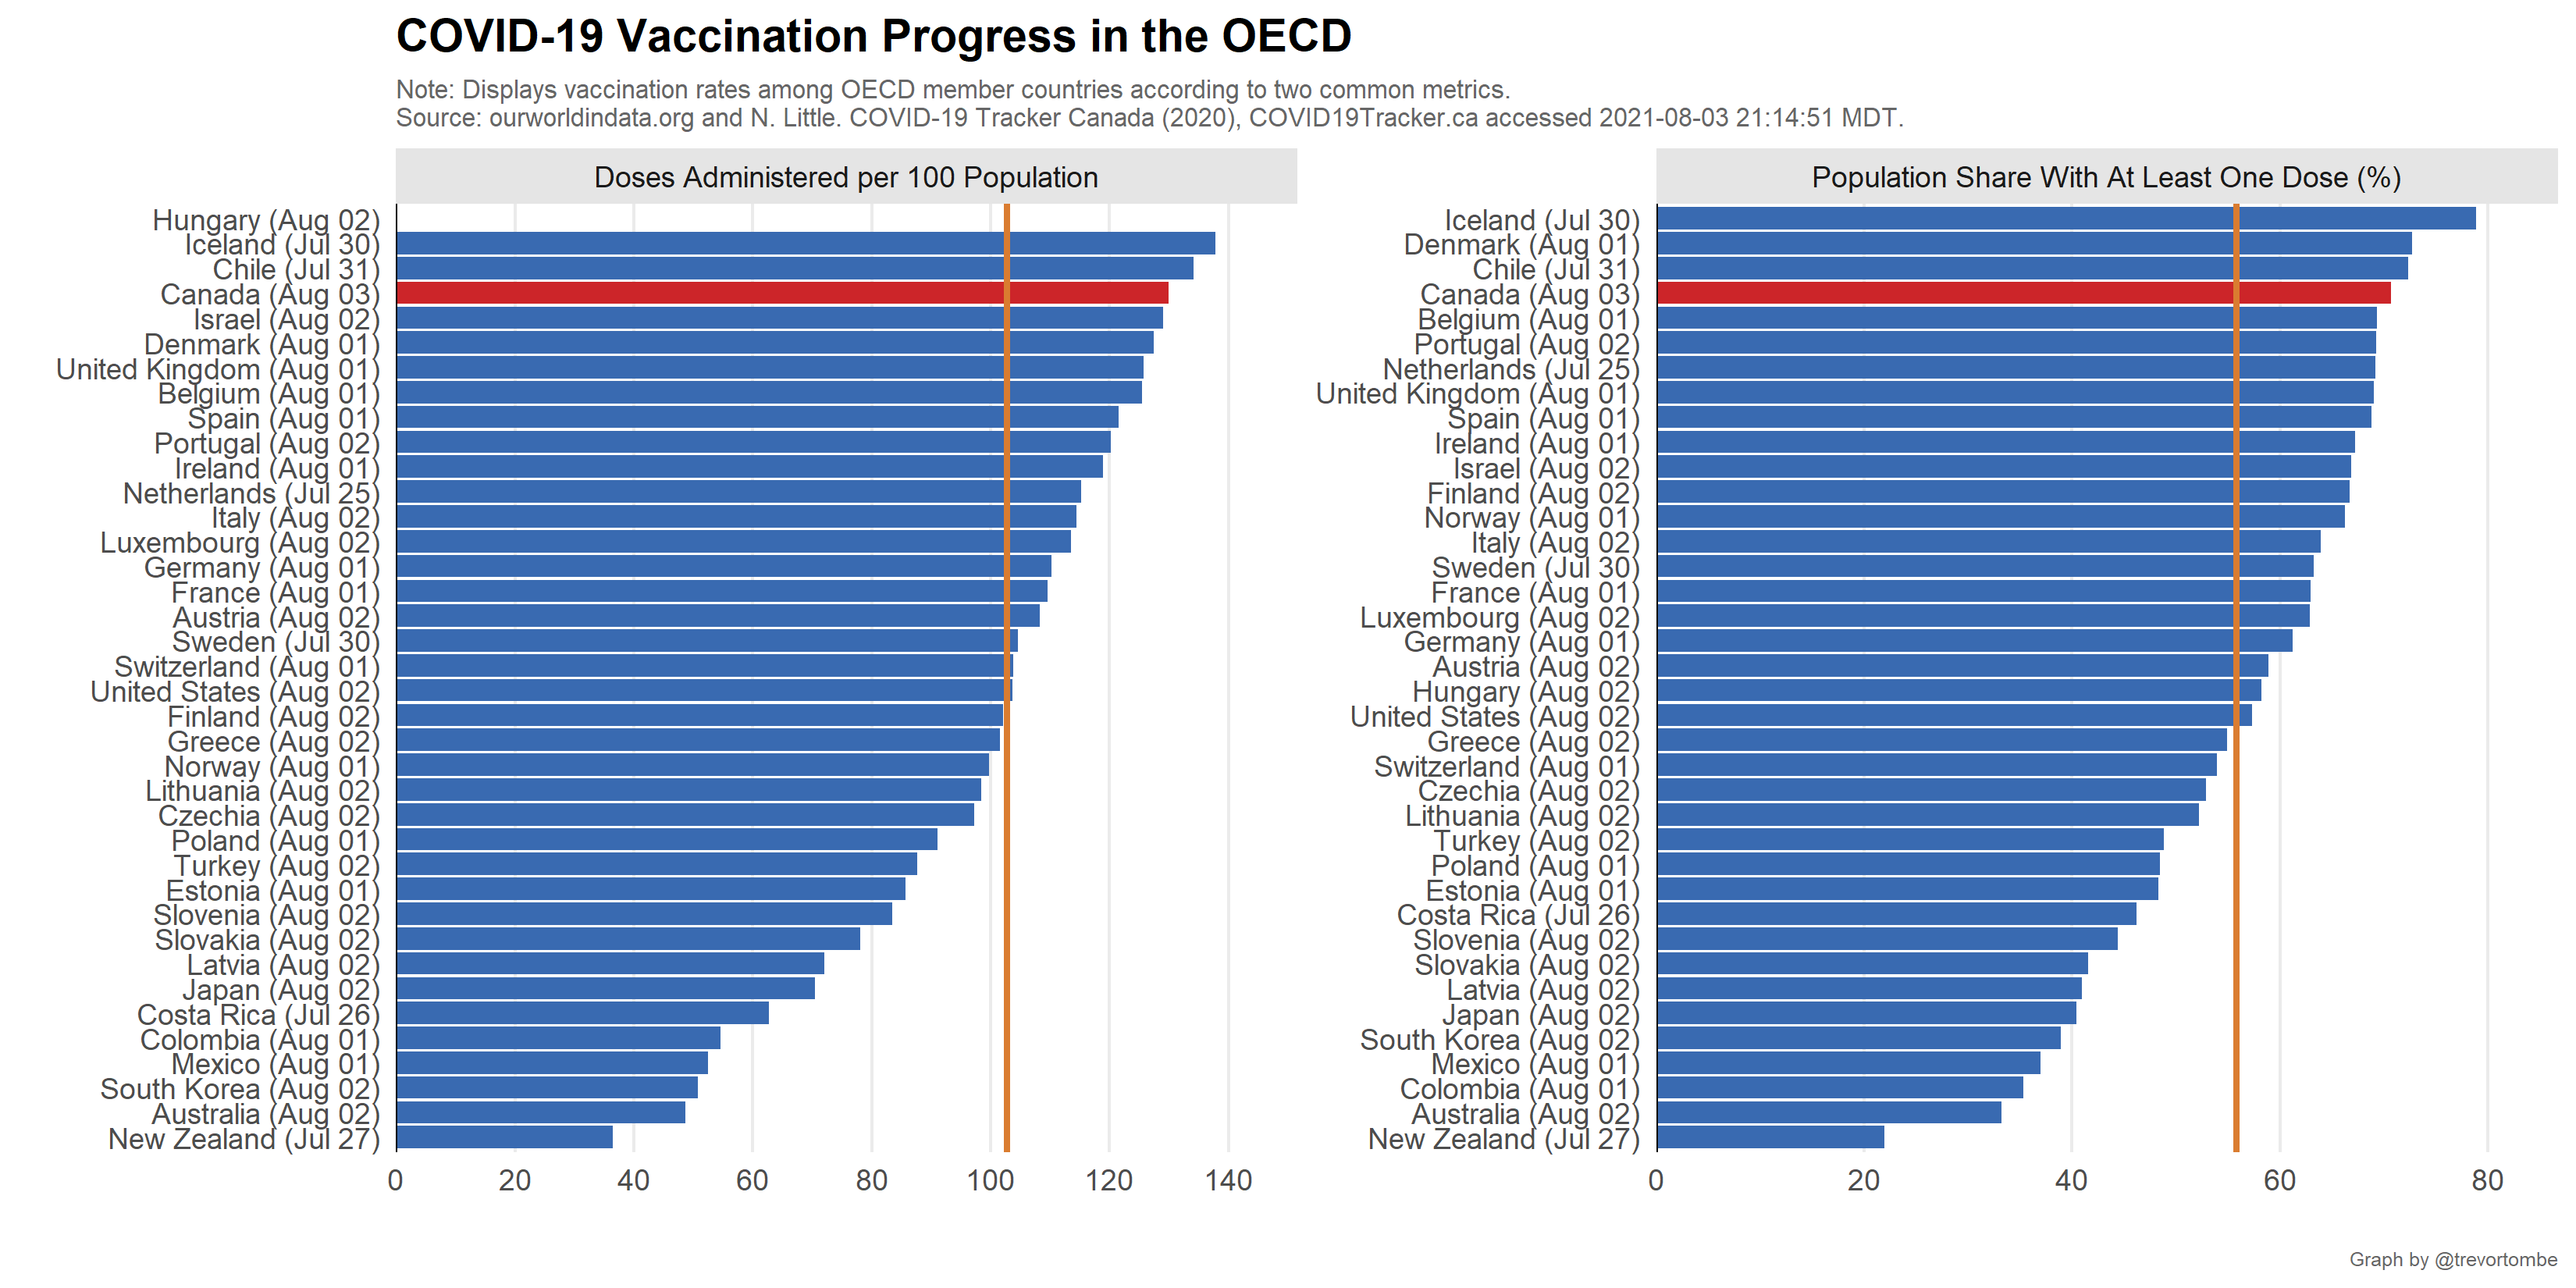 COVID-19 Vaccination Progress in the OECD
Note: Displays vaccination rates among OECD member countries according to two common metrics.
Source: ourworldindata.org and N. Little. COVID-19 Tracker Canada (2020), COVID19Tracker.ca accessed 2021-08-03 21:14:51 MDT.
Doses Administered per 100 Population
Hungary (Aug 02)
Iceland (Jul 30)
Chile (Jul 31)
Canada (Aug 03)
Israel (Aug 02)
Denmark (Aug 01)
United Kingdom (Aug 01)
Belgium (Aug 01)
Spain (Aug 01)
Portugal (Aug 02)
Ireland (Aug 01)
Netherlands (Jul 25)
Italy (Aug 02)
Luxembourg (Aug 02)
Germany (Aug 01)
France (Aug 01)
Austria (Aug 02)
Sweden (Jul 30)
Switzerland (Aug 01)
United States (Aug 02)
Finland (Aug 02)
Greece (Aug 02)
Norway (Aug 01)
Lithuania (Aug 02)
Czechia (Aug 02)
Poland (Aug 01)
Turkey (Aug 02)
Estonia (Aug 01)
Slovenia (Aug 02)
Slovakia (Aug 02)
Latvia (Aug 02)
Japan (Aug 02)
Costa Rica (Jul 26)
Colombia (Aug 01)
Mexico (Aug 01)
South Korea (Aug 02)
Australia (Aug 02)
New Zealand (Jul 27)
0 20 40 60 80 100 120 140
Population Share With At Least One Dose (%)
Iceland (Jul 30)
Denmark (Aug 01)
Chile (Jul 31)
Canada (Aug 03)
Belgium (Aug 01)
Portugal (Aug 02)
Netherlands (Jul 25)
United Kingdom (Aug 01)
Spain (Aug 01)
Ireland (Aug 01)
Israel (Aug 02)
Finland (Aug 02)
Norway (Aug 01)
Italy (Aug 02)
Sweden (Jul 30)
France (Aug 01)
Luxembourg (Aug 02)
Germany (Aug 01)
Austria (Aug 02)
Hungary (Aug 02)
United States (Aug 02)
Greece (Aug 02)
Switzerland (Aug 01)
Czechia (Aug 02)
Lithuania (Aug 02)
Turkey (Aug 02)
Poland (Aug 01)
Estonia (Aug 01)
Costa Rica (Jul 26)
Slovenia (Aug 02)
Slovakia (Aug 02)
Latvia (Aug 02)
Japan (Aug 02)
South Korea (Aug 02)
Mexico (Aug 01)
Colombia (Aug 01)
Australia (Aug 02)
New Zealand (Jul 27)
0 20 40 60 80
Graph by @trevortombe